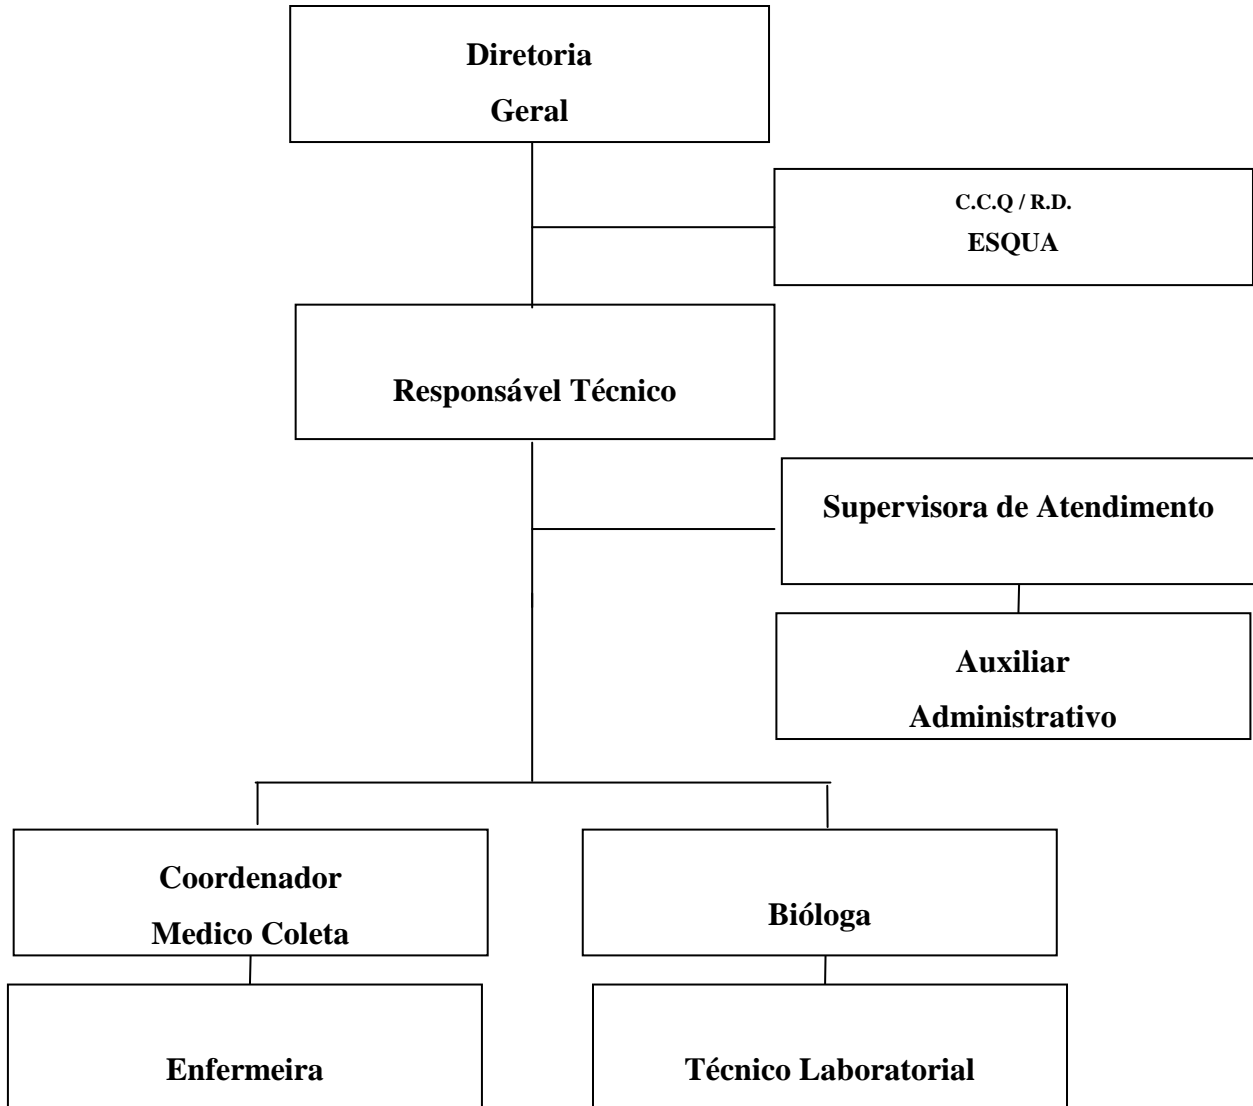 Diretoria
Geral
C.C.Q / R.D.
ESQUA
Responsável Técnico
Supervisora de Atendimento
Auxiliar
Administrativo
Coordenador
Medico Coleta
Bióloga
Enfermeira
Técnico Laboratorial